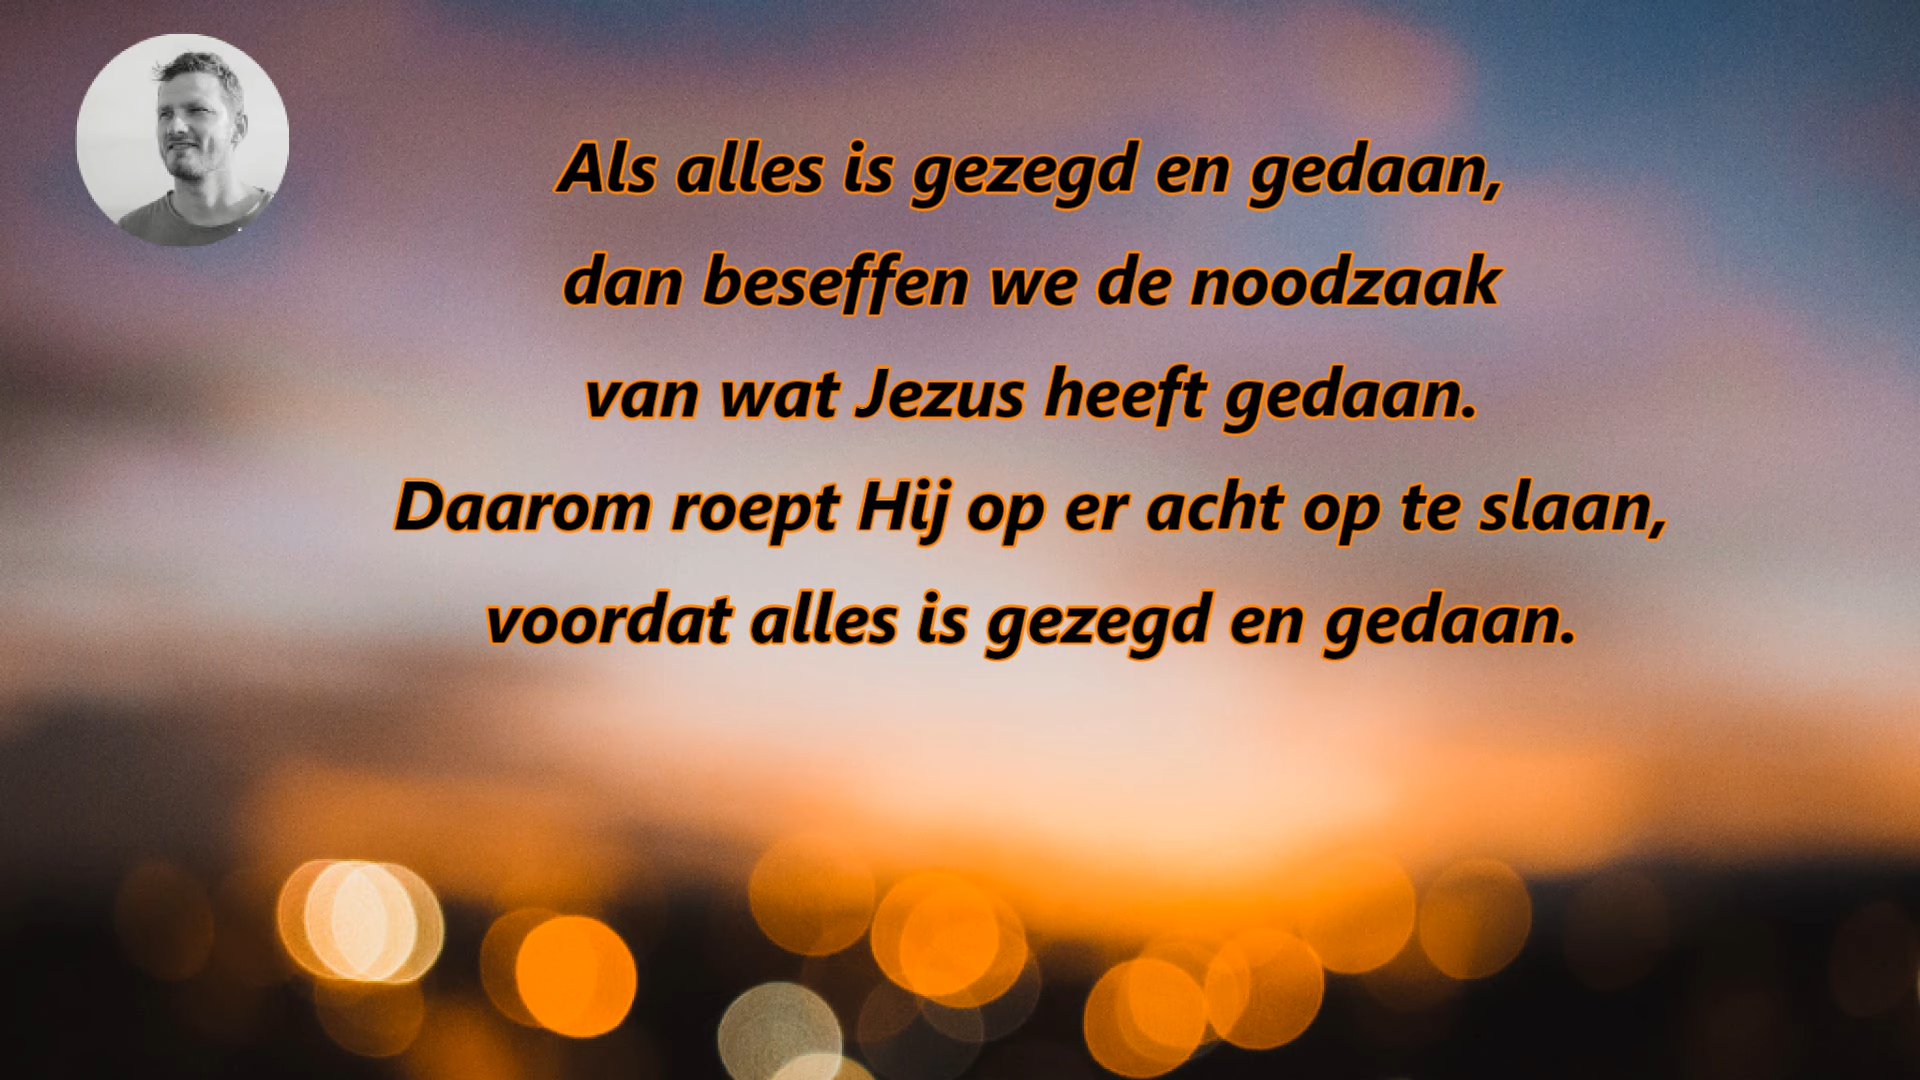 Als alles is gezegd en gedaan,
dan beseffen we de noodzaak
van wat Jezus heeft gedaan.
Daarom roept Hij op er acht op te slaan,
voordat alles is gezegd en gedaan.